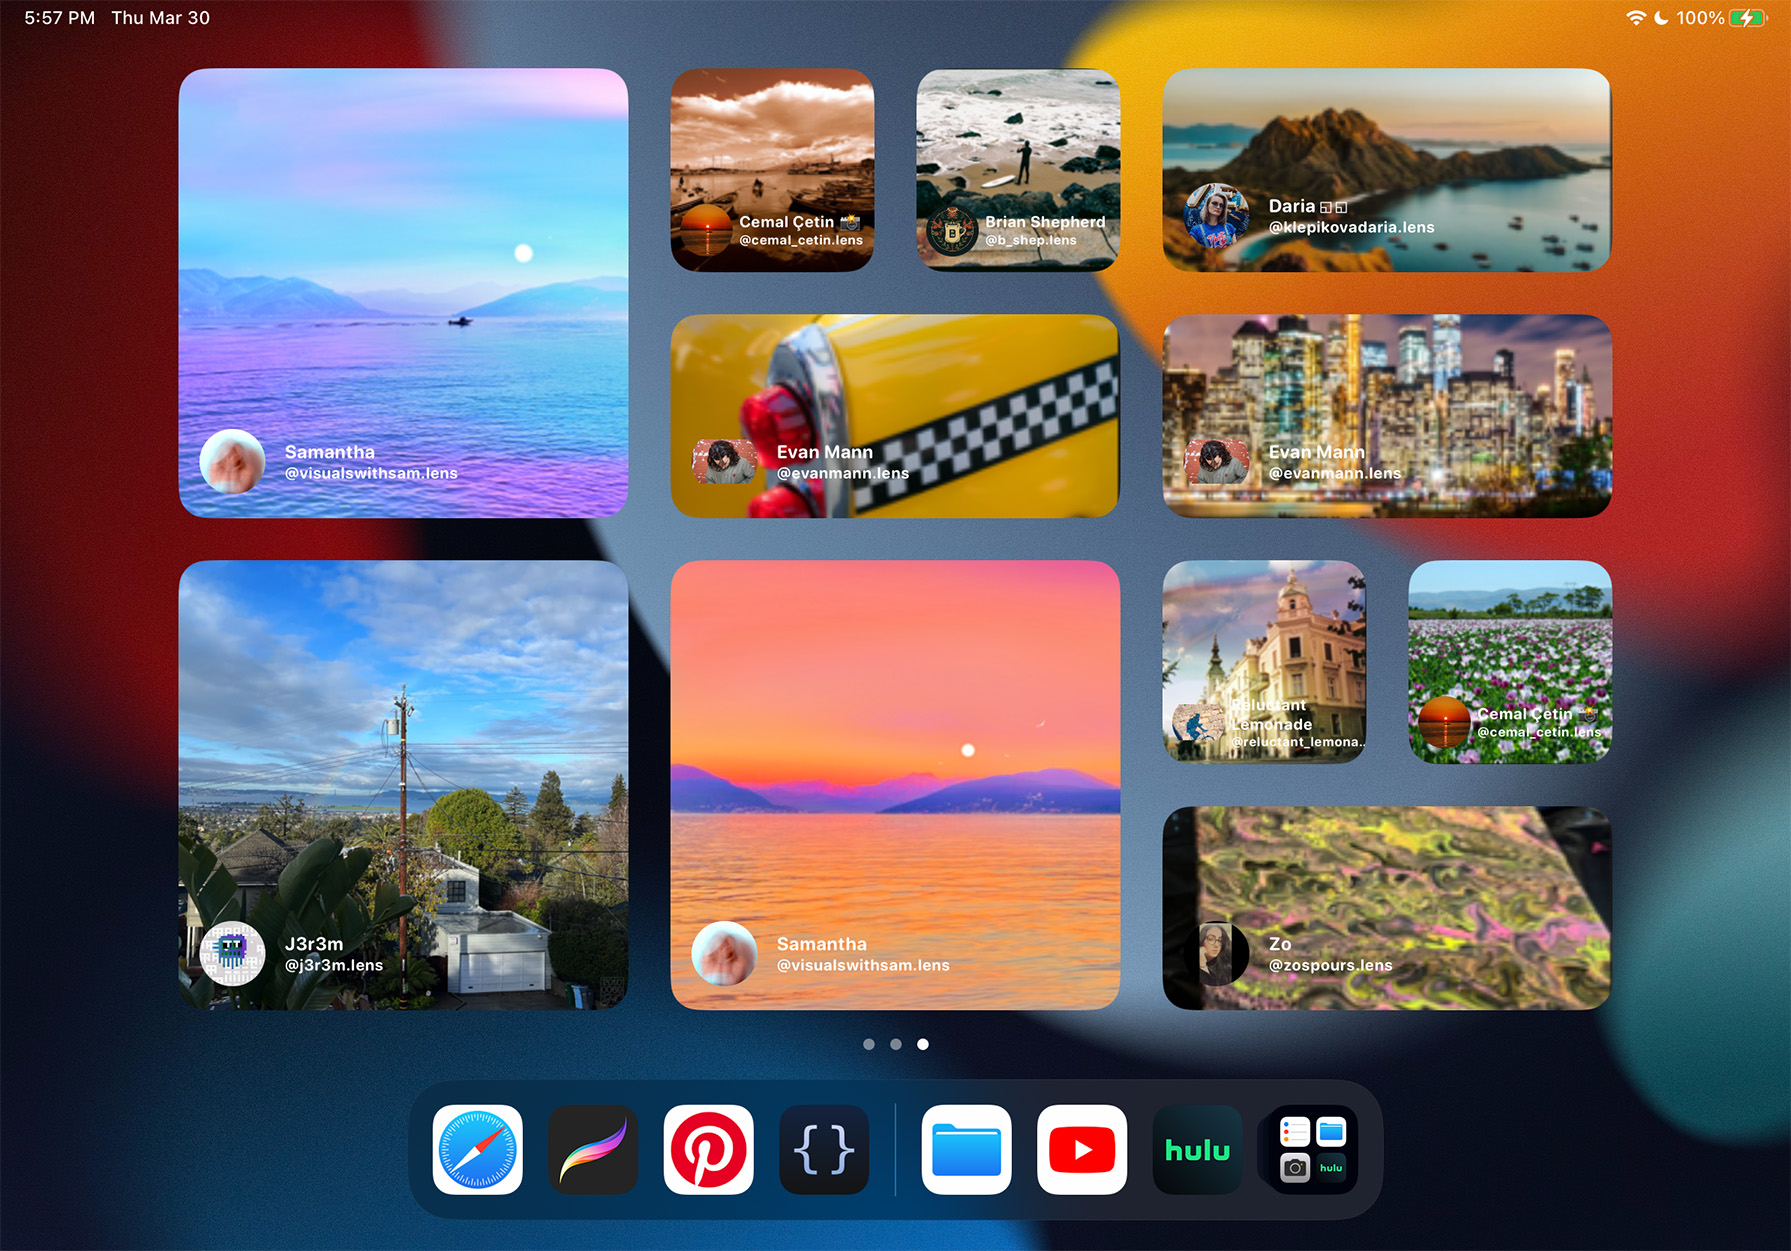 5:57 PM Thu Mar 30
100%
Samantha
@visualswithsam.lens
Cemal Çetin 📸
@cemal_cetin.lens
B
Brian Shepherd
@b_shep.lens
Daria
@klepikovadaria.lens
Evan Mann
@evanmann.lens
Evan Mann
@evanmann.lens
J3r3m
@j3r3m.lens
Samantha
@visualswithsam.lens
Reluctant
Lemonade
@reluctant_lemona..
Cemal Çetin 📸
@cemal_cetin.lens
Zo
@zospours.lens
{}
hulu
hulu